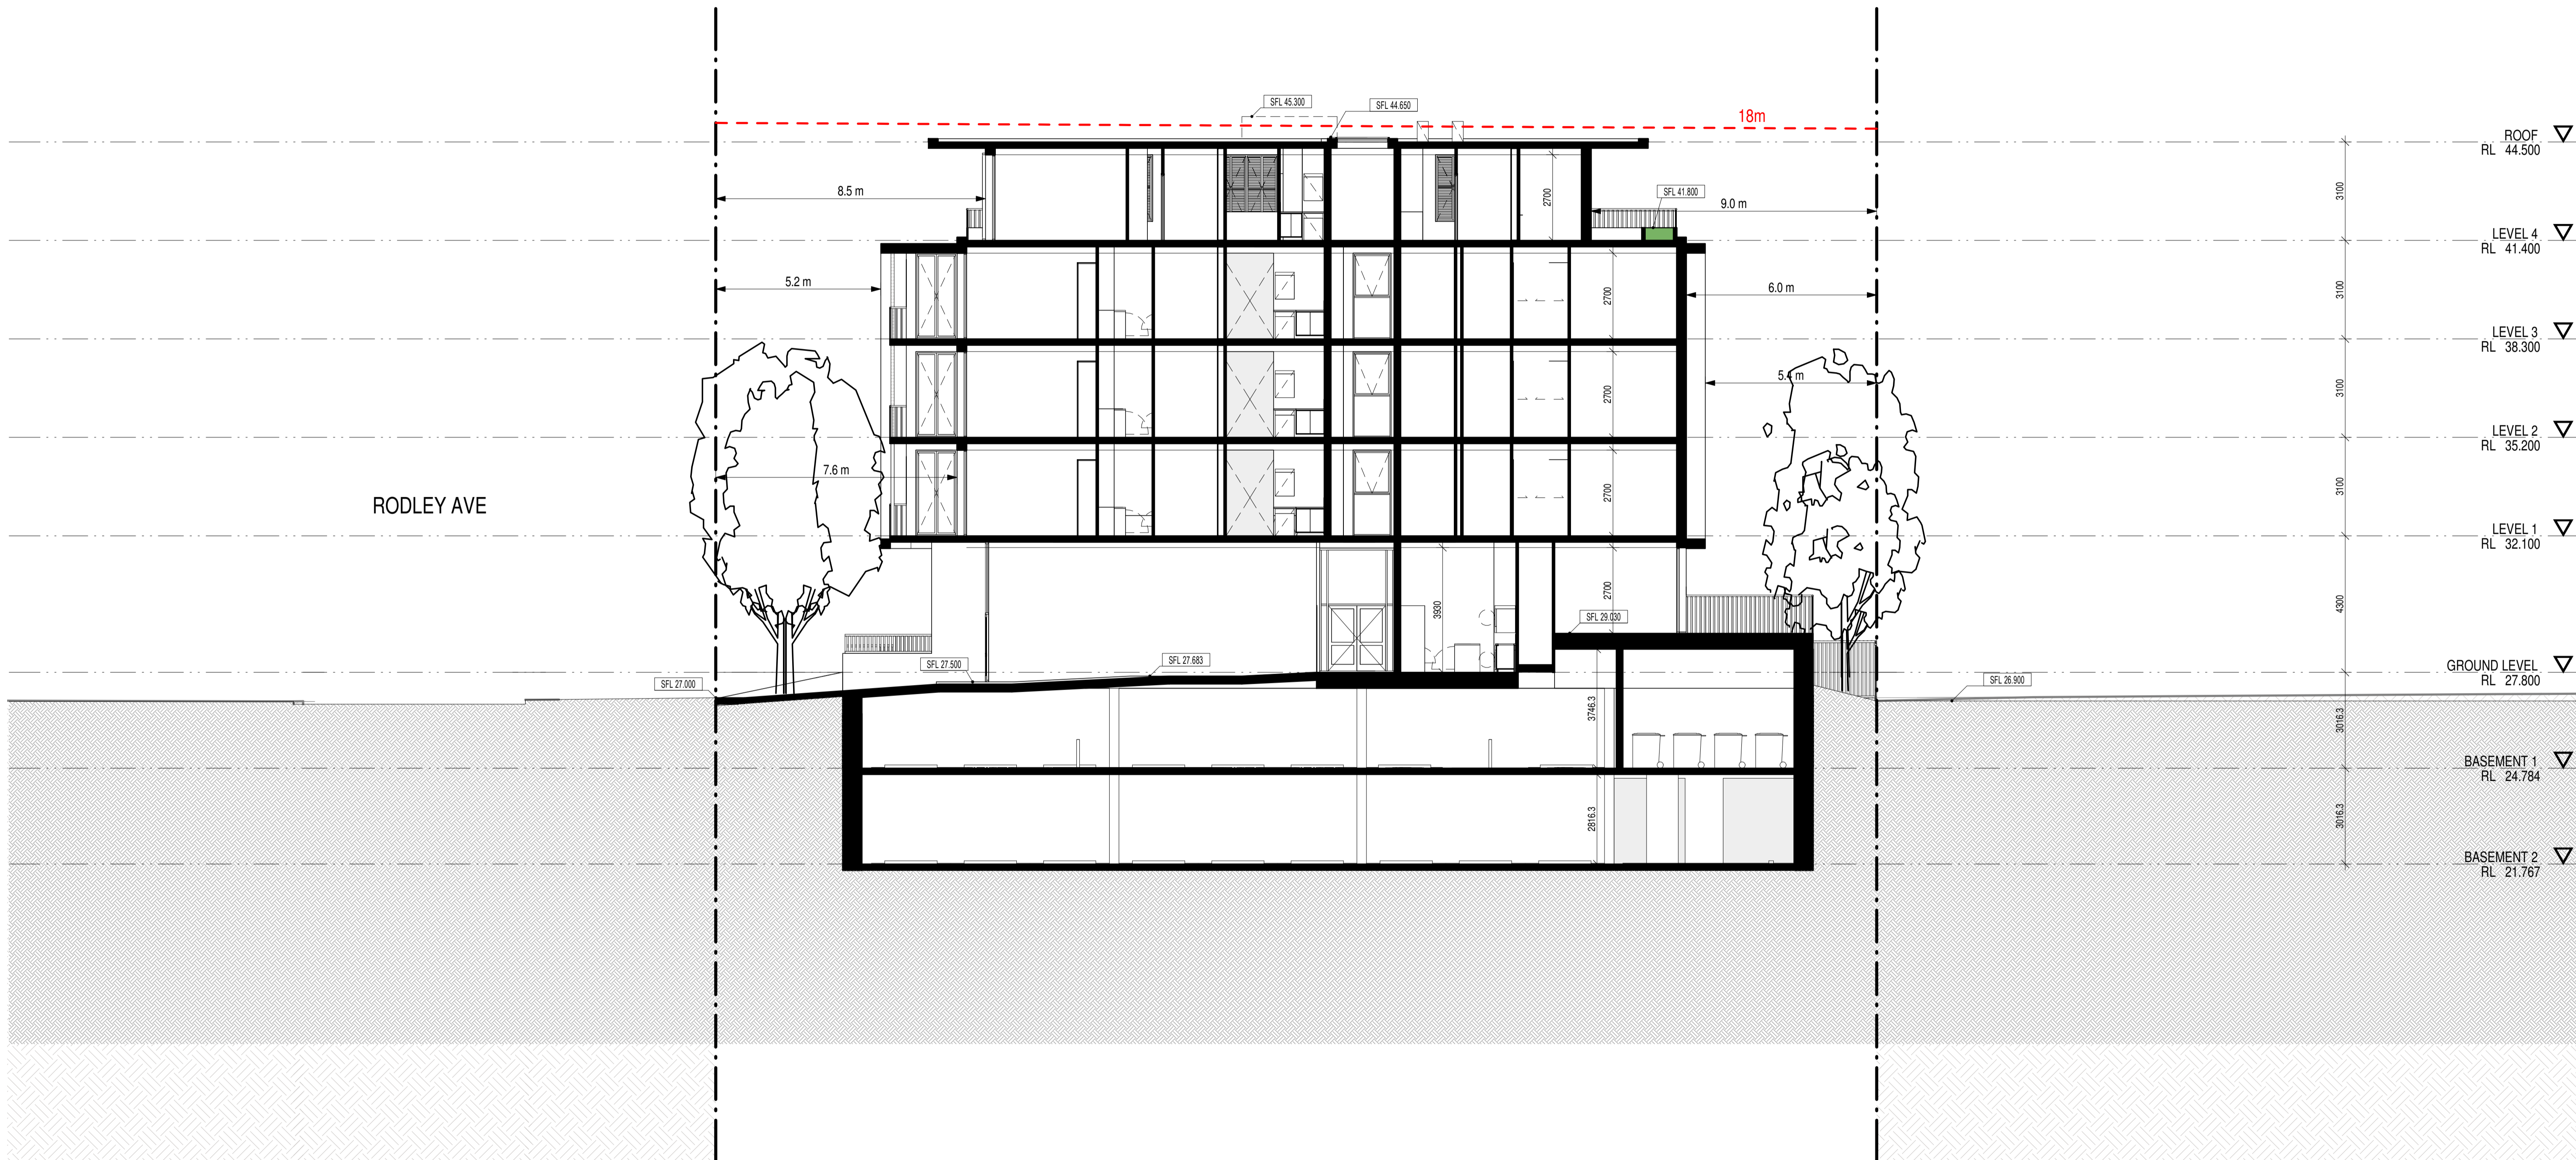 SFL 45.300
SFL 44.650
18m
ROOF
RL 44.500
8.5 m
2700
SFL 41.800
9.0 m
3100
LEVEL 4
RL 41.400
5.2 m
2700
6.0 m
3100
LEVEL 3
RL 38.300
2700
5.4 m
3100
LEVEL 2
RL 35.200
7.6 m
2700
3100
RODLEY AVE
LEVEL 1
RL 32.100
3930
2700
SFL 29.030
4300
SFL 27.000
SFL 27.500
SFL 27.683
SFL 26.900
GROUND LEVEL
RL 27.800
3746.3
3016.3
BASEMENT 1
RL 24.784
2816.3
3016.3
BASEMENT 2
RL 21.767